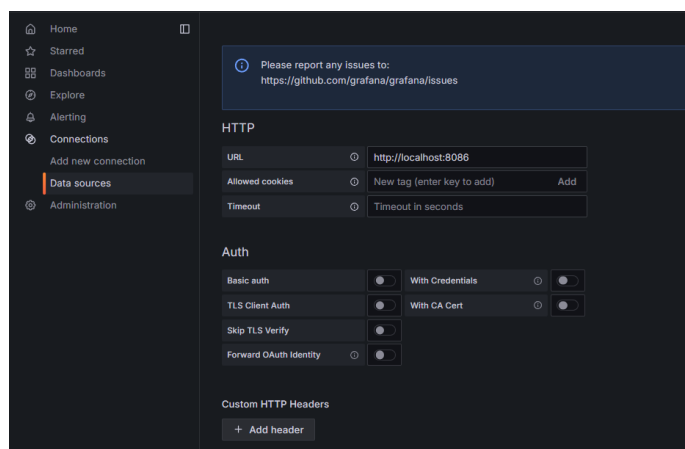 Home
Starred
Dashboards
Explore
Alerting
Connections
Add new connection
Data sources
Administration
Please report any issues to:
https://github.com/grafana/grafana/issues
HTTP
URL http://localhost:8086
Allowed cookies New tag (enter key to add) Add
Timeout Timeout in seconds
Auth
Basic auth With Credentials
TLS Client Auth With CA Cert
Skip TLS Verify
Forward OAuth Identity
Custom HTTP Headers
+ Add header